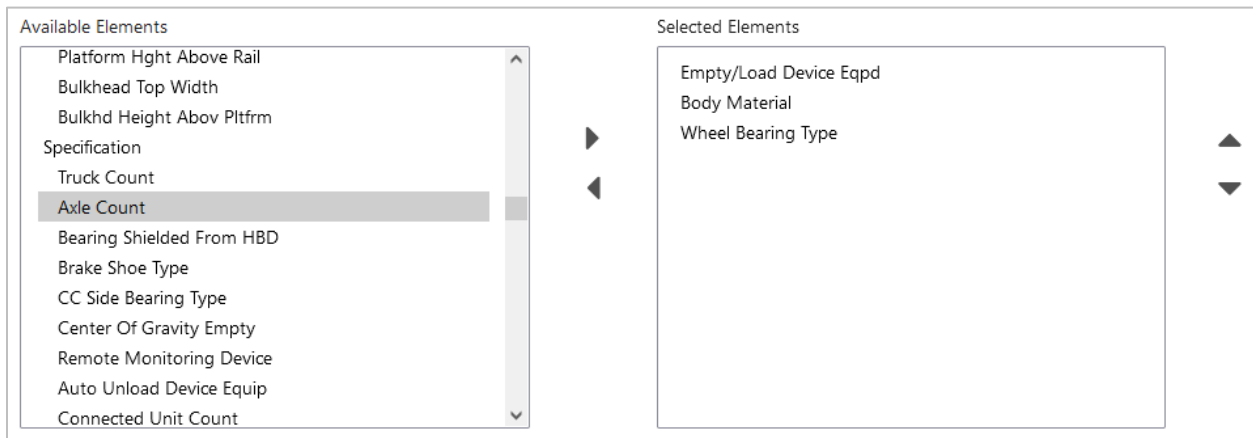 Available Elements
Platform Hght Above Rail
Bulkhead Top Width
Bulkhd Height Abov Pltfrm
Specification
Truck Count
Axle Count
Bearing Shielded From HBD
Brake Shoe Type
CC Side Bearing Type
Center Of Gravity Empty
Remote Monitoring Device
Auto Unload Device Equip
Connected Unit Count
Selected Elements
Empty/Load Device Eqpd
Body Material
Wheel Bearing Type